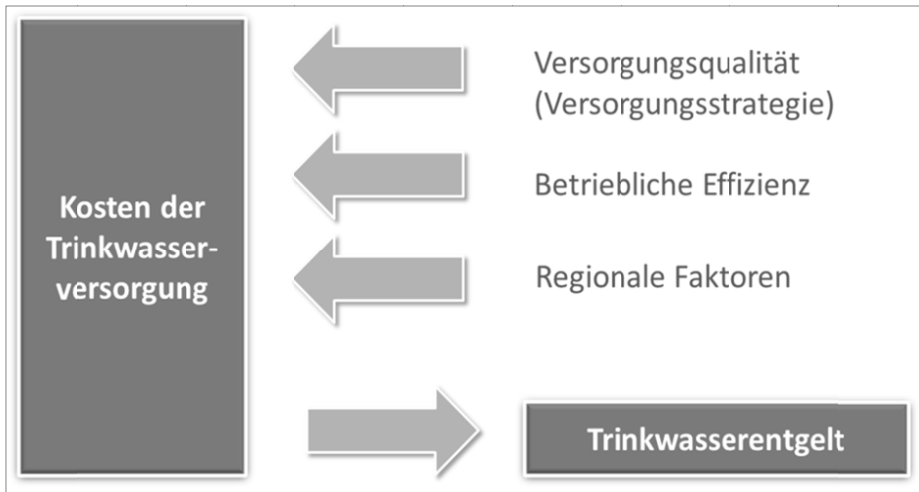 Kosten der
Trinkwasser-
versorgung
Versorgungsqualität
(Versorgungsstrategie)
Betriebliche Effizienz
Regionale Faktoren
Trinkwasserentgelt